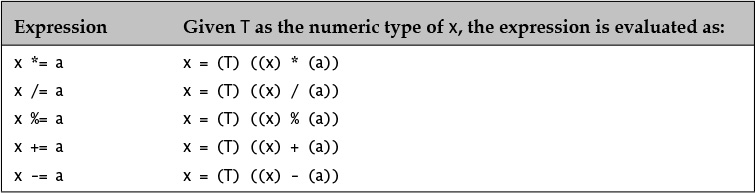 Expression Given T as the numeric type of x, the expression is evaluated as:
x *= a x = (T) ((x) * (a))
x /= a x = (T) ((x) / (a))
x %= a x = (T) ((x) % (a))
x += a x = (T) ((x) + (a))
x -= a x = (T) ((x) - (a))